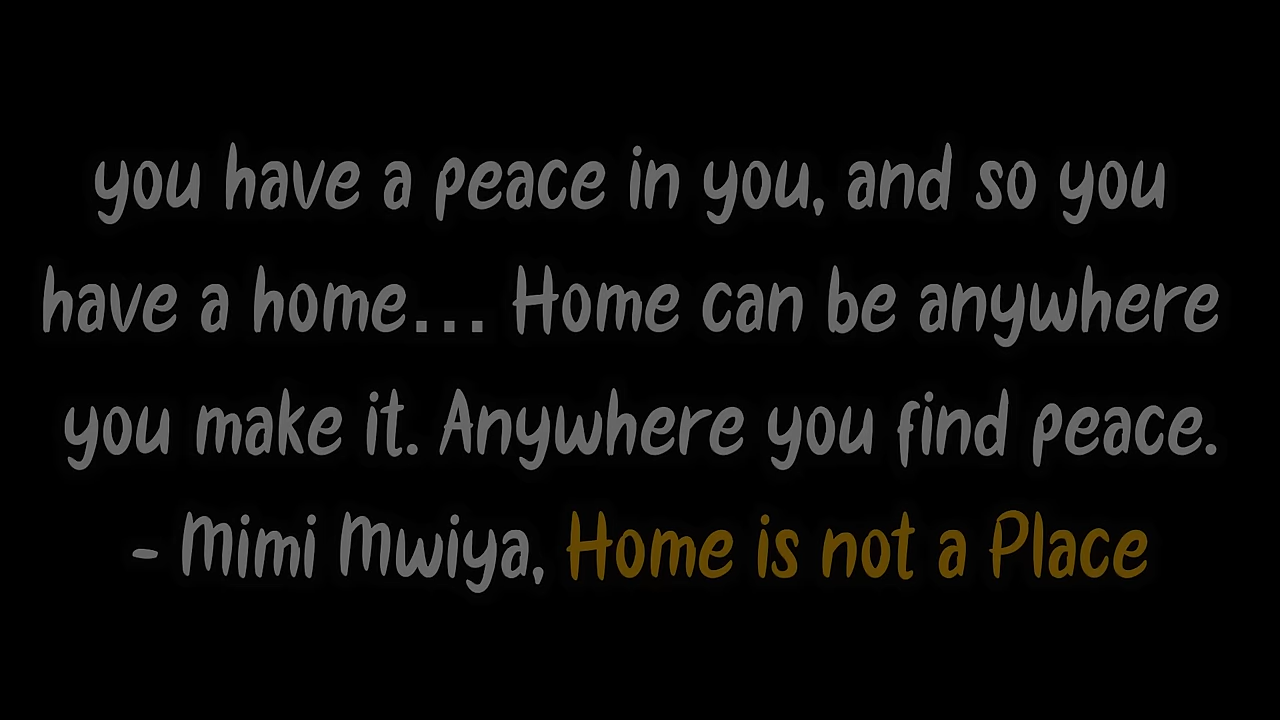 you have a peace in you, and so you
have a home... Home can be anywhere
you make it. Anywhere you find peace.
- Mimi Mwiya, Home is not a Place